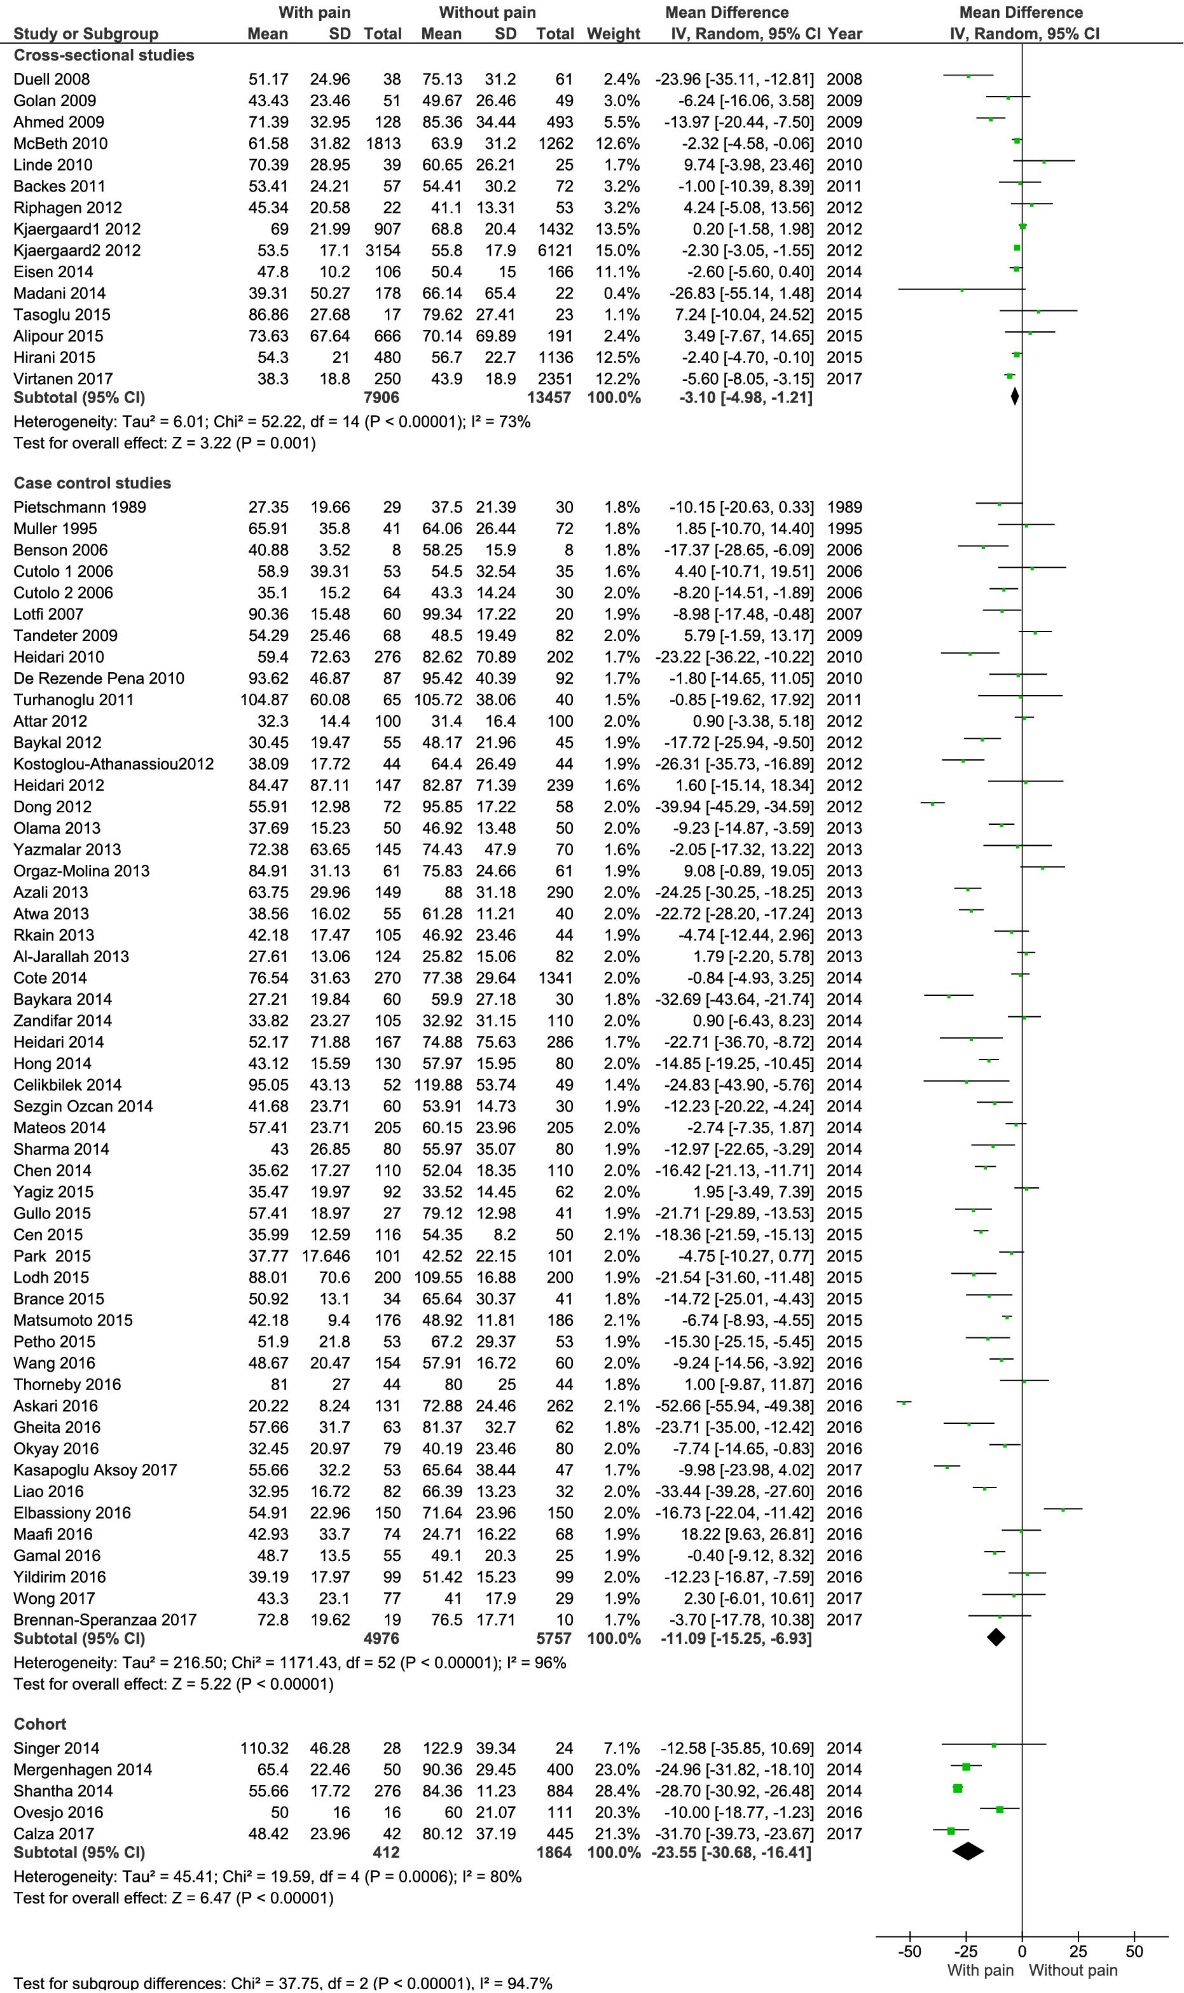 With pain Without pain Mean Difference Mean Difference
Study or Subgroup Mean SD Total Mean SD Total Weight IV, Random, 95% CI Year IV, Random, 95% CI
Cross-sectional studies
Duell 2008 51.17 24.96 38 75.13 31.2 61 2.4% -23.96 [-35.11, -12.81] 2008
Golan 2009 43.43 23.46 51 49.67 26.46 49 3.0% -6.24 [-16.06, 3.58] 2009
Ahmed 2009 71.39 32.95 128 85.36 34.44 493 5.5% -13.97 [-20.44, -7.50] 2009
McBeth 2010 61.58 31.82 1813 63.9 31.2 1262 12.6% -2.32 [-4.58, -0.06] 2010
Linde 2010 70.39 28.95 39 60.65 26.21 25 1.7% 9.74 [-3.98, 23.46] 2010
Backes 2011 53.41 24.21 57 54.41 30.2 72 3.2% -1.00 [-10.39, 8.39] 2011
Riphagen 2012 45.34 20.58 22 41.1 13.31 53 3.2% 4.24 [-5.08, 13.56] 2012
Kjaergaard1 2012 69 21.99 907 68.8 20.4 1432 13.5% 0.20 [-1.58, 1.98] 2012
Kjaergaard2 2012 53.5 17.1 3154 55.8 17.9 6121 15.0% -2.30 [-3.05, -1.55] 2012
Eisen 2014 47.8 10.2 106 50.4 15 166 11.1% -2.60 [-5.60, 0.40] 2014
Madani 2014 39.31 50.27 178 66.14 65.4 22 0.4% -26.83 [-55.14, 1.48] 2014
Tasoglu 2015 86.86 27.68 17 79.62 27.41 23 1.1% 7.24 [-10.04, 24.52] 2015
Alipour 2015 73.63 67.64 666 70.14 69.89 191 2.4% 3.49 [-7.67, 14.65] 2015
Hirani 2015 54.3 21 480 56.7 22.7 1136 12.5% -2.40 [-4.70, -0.10] 2015
Virtanen 2017 38.3 18.8 250 43.9 18.9 2351 12.2% -5.60 [-8.05, -3.15] 2017
Subtotal (95% CI) 7906 13457 100.0% -3.10 [-4.98, -1.21]
Heterogeneity: Tau² = 6.01; Chi² = 52.22, df = 14 (P < 0.00001); I² = 73%
Test for overall effect: Z = 3.22 (P = 0.001)
Case control studies
Pietschmann 1989 27.35 19.66 29 37.5 21.39 30 1.8% -10.15 [-20.63, 0.33] 1989
Muller 1995 65.91 35.8 41 64.06 26.44 72 1.8% 1.85 [-10.70, 14.40] 1995
Benson 2006 40.88 3.52 8 58.25 15.9 8 1.8% -17.37 [-28.65, -6.09] 2006
Cutolo 1 2006 58.9 39.31 53 54.5 32.54 35 1.6% 4.40 [-10.71, 19.51] 2006
Cutolo 2 2006 35.1 15.2 64 43.3 14.24 30 2.0% -8.20 [-14.51, -1.89] 2006
Lotfi 2007 90.36 15.48 60 99.34 17.22 20 1.9% -8.98 [-17.48, -0.48] 2007
Tandeter 2009 54.29 25.46 68 48.5 19.49 82 2.0% 5.79 [-1.59, 13.17] 2009
Heidari 2010 59.4 72.63 276 82.62 70.89 202 1.7% -23.22 [-36.22, -10.22] 2010
De Rezende Pena 2010 93.62 46.87 87 95.42 40.39 92 1.7% -1.80 [-14.65, 11.05] 2010
Turhanoglu 2011 104.87 60.08 65 105.72 38.06 40 1.5% -0.85 [-19.62, 17.92] 2011
Attar 2012 32.3 14.4 100 31.4 16.4 100 2.0% 0.90 [-3.38, 5.18] 2012
Baykal 2012 30.45 19.47 55 48.17 21.96 45 1.9% -17.72 [-25.94, -9.50] 2012
Kostoglou-Athanassiou2012 38.09 17.72 44 64.4 26.49 44 1.9% -26.31 [-35.73, -16.89] 2012
Heidari 2012 84.47 87.11 147 82.87 71.39 239 1.6% 1.60 [-15.14, 18.34] 2012
Dong 2012 55.91 12.98 72 95.85 17.22 58 2.0% -39.94 [-45.29, -34.59] 2012
Olama 2013 37.69 15.23 50 46.92 13.48 50 2.0% -9.23 [-14.87, -3.59] 2013
Yazmalar 2013 72.38 63.65 145 74.43 47.9 70 1.6% -2.05 [-17.32, 13.22] 2013
Orgaz-Molina 2013 84.91 31.13 61 75.83 24.66 61 1.9% 9.08 [-0.89, 19.05] 2013
Azali 2013 63.75 29.96 149 88 31.18 290 2.0% -24.25 [-30.25, -18.25] 2013
Atwa 2013 38.56 16.02 55 61.28 11.21 40 2.0% -22.72 [-28.20, -17.24] 2013
Rkain 2013 42.18 17.47 105 46.92 23.46 44 1.9% -4.74 [-12.44, 2.96] 2013
Al-Jarallah 2013 27.61 13.06 124 25.82 15.06 82 2.0% 1.79 [-2.20, 5.78] 2013
Cote 2014 76.54 31.63 270 77.38 29.64 1341 2.0% -0.84 [-4.93, 3.25] 2014
Baykara 2014 27.21 19.84 60 59.9 27.18 30 1.8% -32.69 [-43.64, -21.74] 2014
Zandifar 2014 33.82 23.27 105 32.92 31.15 110 2.0% 0.90 [-6.43, 8.23] 2014
Heidari 2014 52.17 71.88 167 74.88 75.63 286 1.7% -22.71 [-36.70, -8.72] 2014
Hong 2014 43.12 15.59 130 57.97 15.95 80 2.0% -14.85 [-19.25, -10.45] 2014
Celikbilek 2014 95.05 43.13 52 119.88 53.74 49 1.4% -24.83 [-43.90, -5.76] 2014
Sezgin Ozcan 2014 41.68 23.71 60 53.91 14.73 30 1.9% -12.23 [-20.22, -4.24] 2014
Mateos 2014 57.41 23.71 205 60.15 23.96 205 2.0% -2.74 [-7.35, 1.87] 2014
Sharma 2014 43 26.85 80 55.97 35.07 80 1.9% -12.97 [-22.65, -3.29] 2014
Chen 2014 35.62 17.27 110 52.04 18.35 110 2.0% -16.42 [-21.13, -11.71] 2014
Yagiz 2015 35.47 19.97 92 33.52 14.45 62 2.0% 1.95 [-3.49, 7.39] 2015
Gullo 2015 57.41 18.97 27 79.12 12.98 41 1.9% -21.71 [-29.89, -13.53] 2015
Cen 2015 35.99 12.59 116 54.35 8.2 50 2.1% -18.36 [-21.59, -15.13] 2015
Park 2015 37.77 17.646 101 42.52 22.15 101 2.0% -4.75 [-10.27, 0.77] 2015
Lodh 2015 88.01 70.6 200 109.55 16.88 200 1.9% -21.54 [-31.60, -11.48] 2015
Brance 2015 50.92 13.1 34 65.64 30.37 41 1.8% -14.72 [-25.01, -4.43] 2015
Matsumoto 2015 42.18 9.4 176 48.92 11.81 186 2.1% -6.74 [-8.93, -4.55] 2015
Petho 2015 51.9 21.8 53 67.2 29.37 53 1.9% -15.30 [-25.15, -5.45] 2015
Wang 2016 48.67 20.47 154 57.91 16.72 60 2.0% -9.24 [-14.56, -3.92] 2016
Thorneby 2016 81 27 44 80 25 44 1.8% 1.00 [-9.87, 11.87] 2016
Askari 2016 20.22 8.24 131 72.88 24.46 262 2.1% -52.66 [-55.94, -49.38] 2016
Gheita 2016 57.66 31.7 63 81.37 32.7 62 1.8% -23.71 [-35.00, -12.42] 2016
Okyay 2016 32.45 20.97 79 40.19 23.46 80 2.0% -7.74 [-14.65, -0.83] 2016
Kasapoglu Aksoy 2017 55.66 32.2 53 65.64 38.44 47 1.7% -9.98 [-23.98, 4.02] 2017
Liao 2016 32.95 16.72 82 66.39 13.23 32 2.0% -33.44 [-39.28, -27.60] 2016
Elbassiony 2016 54.91 22.96 150 71.64 23.96 150 2.0% -16.73 [-22.04, -11.42] 2016
Maafi 2016 42.93 33.7 74 24.71 16.22 68 1.9% 18.22 [9.63, 26.81] 2016
Gamal 2016 48.7 13.5 55 49.1 20.3 25 1.9% -0.40 [-9.12, 8.32] 2016
Yildirim 2016 39.19 17.97 99 51.42 15.23 99 2.0% -12.23 [-16.87, -7.59] 2016
Wong 2017 43.3 23.1 77 41 17.9 29 1.9% 2.30 [-6.01, 10.61] 2017
Brennan-Speranzaa 2017 72.8 19.62 19 76.5 17.71 10 1.7% -3.70 [-17.78, 10.38] 2017
Subtotal (95% CI) 4976 5757 100.0% -11.09 [-15.25, -6.93]
Heterogeneity: Tau² = 216.50; Chi² = 1171.43, df = 52 (P < 0.00001); I² = 96%
Test for overall effect: Z = 5.22 (P < 0.00001)
Cohort
Singer 2014 110.32 46.28 28 122.9 39.34 24 7.1% -12.58 [-35.85, 10.69] 2014
Mergenhagen 2014 65.4 22.46 50 90.36 29.45 400 23.0% -24.96 [-31.82, -18.10] 2014
Shantha 2014 55.66 17.72 276 84.36 11.23 884 28.4% -28.70 [-30.92, -26.48] 2014
Ovesjo 2016 50 16 16 60 21.07 111 20.3% -10.00 [-18.77, -1.23] 2016
Calza 2017 48.42 23.96 42 80.12 37.19 445 21.3% -31.70 [-39.73, -23.67] 2017
Subtotal (95% CI) 412 1864 100.0% -23.55 [-30.68, -16.41]
Heterogeneity: Tau² = 45.41; Chi² = 19.59, df = 4 (P = 0.0006); I² = 80%
Test for overall effect: Z = 6.47 (P < 0.00001)
-50 -25 0 25 50
With pain Without pain
Test for subgroup differences: Chi² = 37.75, df = 2 (P < 0.00001), I² = 94.7%